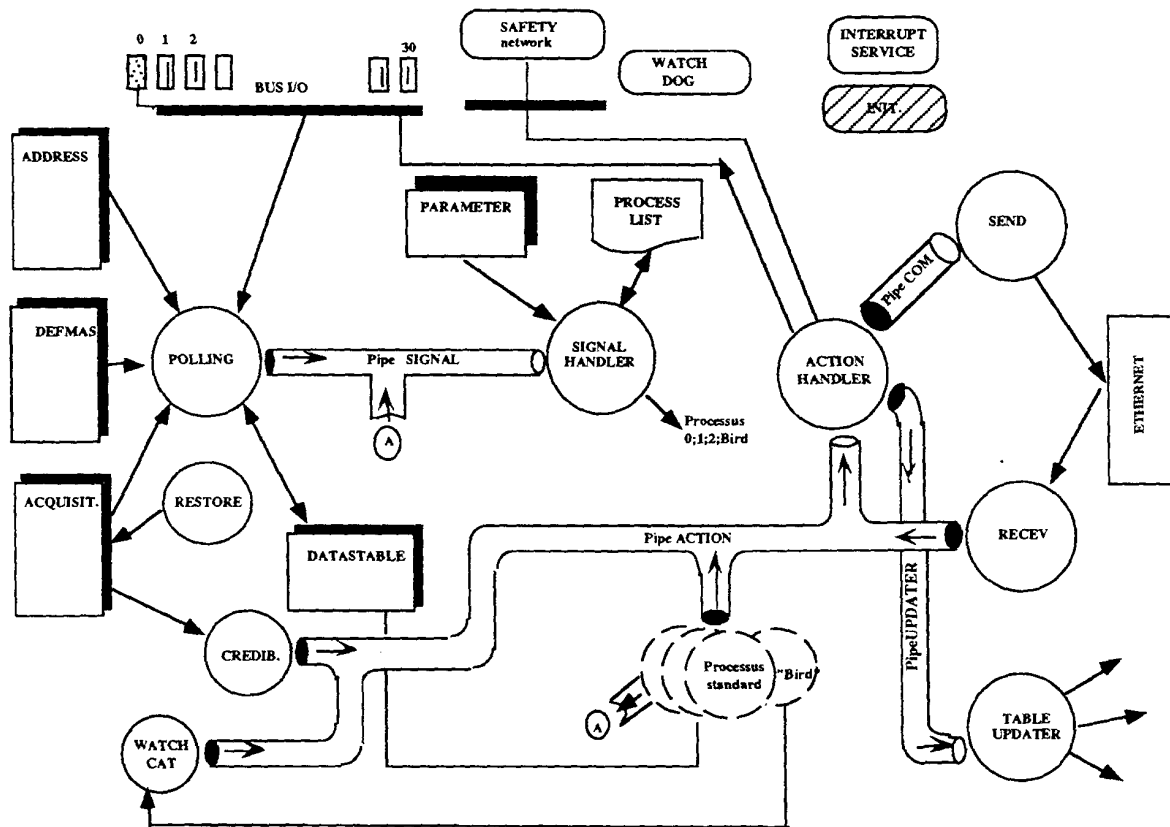 0 1 2
30
BUS I/O
SAFETY
network
WATCH
DOG
INTERRUPT
SERVICE
INIT.
ADDRESS
PARAMETER
PROCESS
LIST
SEND
Pipe COM
DEFMAS
POLLING
Pipe SIGNAL
SIGNAL
HANDLER
ACTION
HANDLER
ETHERNET
A
Processus
0;1;2;Bird
ACQUISIT.
RESTORE
DATASTABLE
Pipe ACTION
RECEV
PipeUPDATER
CREDIB.
Processus
standard
"Bird"
A
WATCH
CAT
TABLE
UPDATER